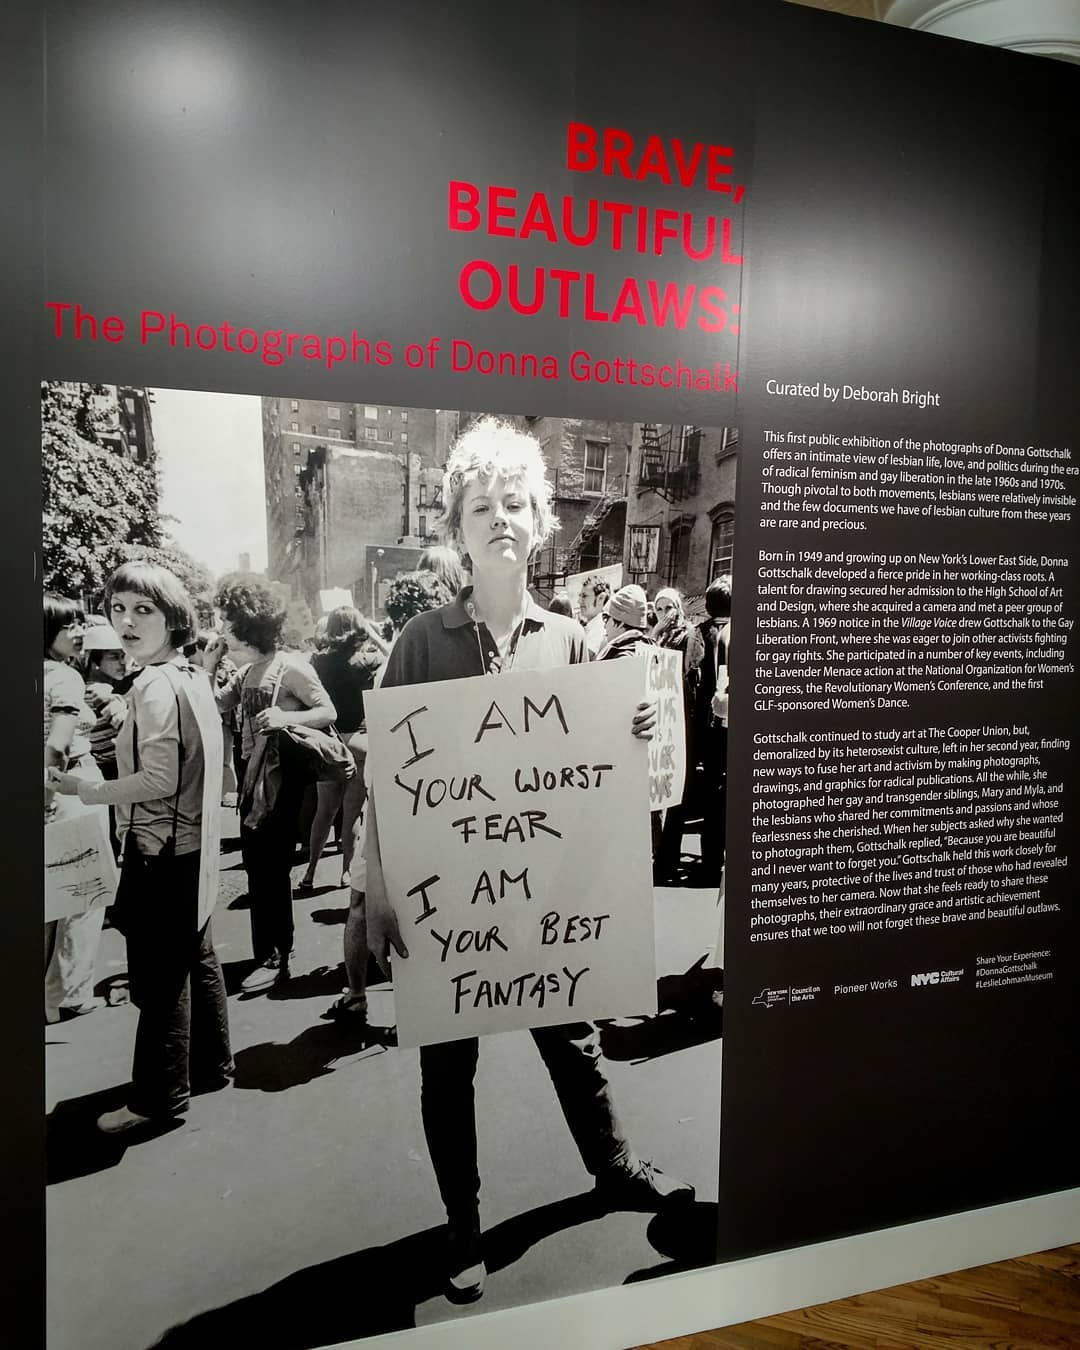 BRAVE,
BEAUTIFUL
OUTLAWS:
The Photographs of Donna Gottschalk
I AM
YOUR WORST
FEAR
I AM
YOUR BEST
FANTASY
Curated by Deborah Bright
This first public exhibition of the photographs of Donna Gottschalk
offers an intimate view of lesbian life, love, and politics during the era
of radical feminism and gay liberation in the late 1960s and 1970s.
Though pivotal to both movements, lesbians were relatively invisible
and the few documents we have of lesbian culture from these years
are rare and precious.
Born in 1949 and growing up on New York's Lower East Side, Donna
Gottschalk developed a fierce pride in her working-class roots. A
talent for drawing secured her admission to the High School of Art
and Design, where she acquired a camera and met a peer group of
lesbians. A 1969 notice in the Village Voice drew Gottschalk to the Gay
Liberation Front, where she was eager to join other activists fighting
for gay rights. She participated in a number of key events, including
the Lavender Menace action at the National Organization for Women's
Congress, the Revolutionary Women's Conference, and the first
GLF-sponsored Women's Dance.
Gottschalk continued to study art at The Cooper Union, but,
demoralized by its heterosexist culture, left in her second year, finding
new ways to fuse her art and activism by making photographs,
drawings, and graphics for radical publications. All the while, she
photographed her gay and transgender siblings, Mary and Myla, and
the lesbians who shared her commitments and passions and whose
fearlessness she cherished. When her subjects asked why she wanted
to photograph them, Gottschalk replied, "Because you are beautiful
and I never want to forget you." Gottschalk held this work closely for
many years, protective of the lives and trust of those who had revealed
themselves to her camera. Now that she feels ready to share these
photographs, their extraordinary grace and artistic achievement
ensures that we too will not forget these brave and beautiful outlaws.
NEW YORK
Council on
the Arts
Pioneer Works
NYC Cultural
Affairs
Share Your Experience:
#DonnaGottschalk
#LeslieLohmanMuseum